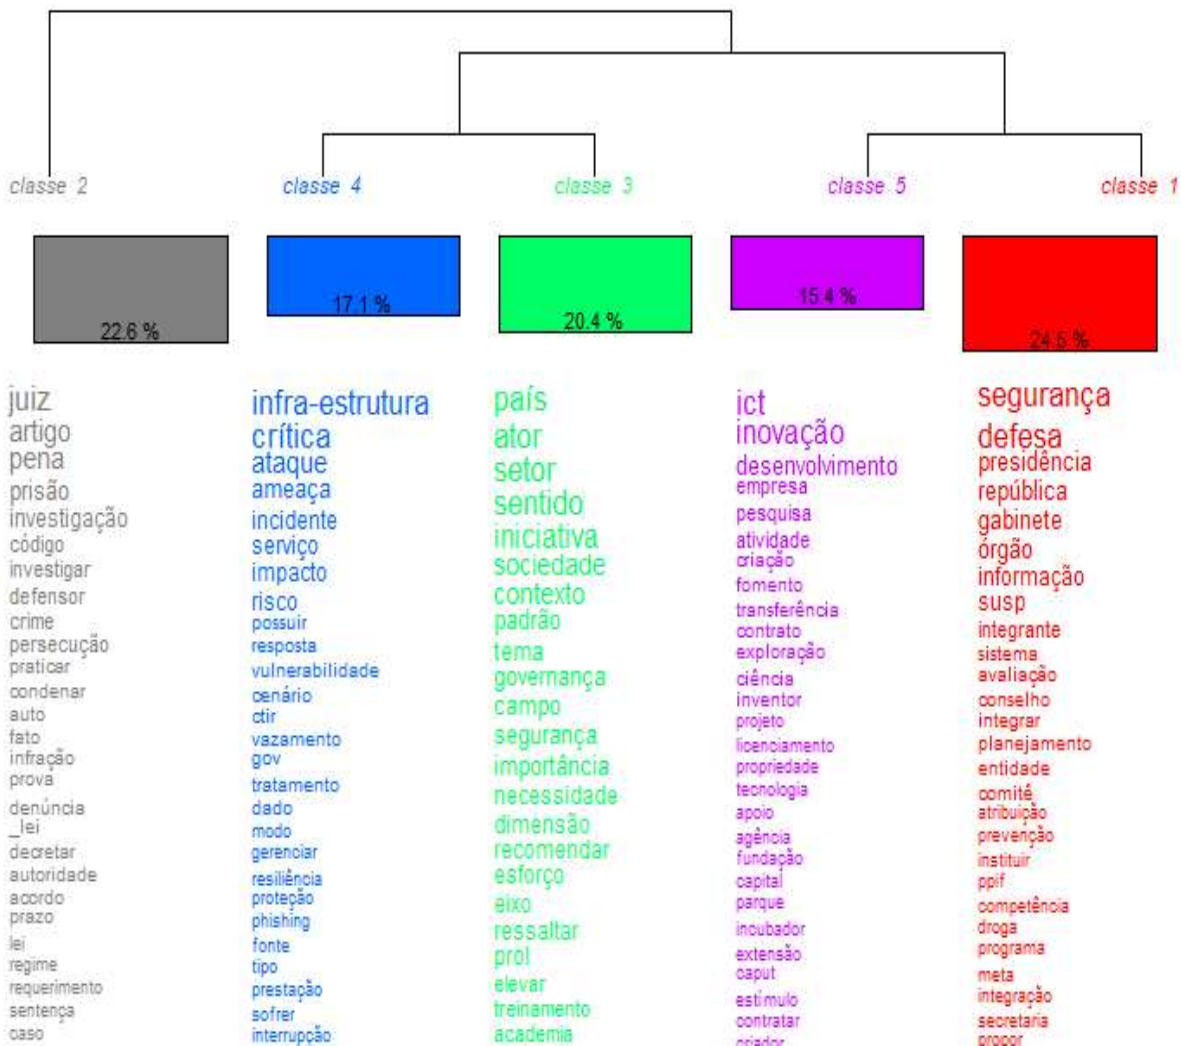 classe 2
classe 4
classe 3
classe 5
classe 1
22.6 %
17.1 %
20.4 %
15.4 %
24.5 %
juiz
artigo
pena
prisão
investigação
código
investigar
defensor
crime
persecução
praticar
condenar
auto
fato
infração
prova
denúncia
_lei
decretar
autoridade
acordo
prazo
lei
regime
requerimento
sentença
caso
infra-estrutura
crítica
ataque
ameaça
incidente
serviço
impacto
risco
possuir
resposta
vulnerabilidade
cenário
ctir
vazamento
gov
tratamento
dado
modo
gerenciar
resiliência
proteção
phishing
fonte
tipo
prestação
sofrer
interrupção
país
ator
setor
sentido
iniciativa
sociedade
contexto
padrão
tema
governança
campo
segurança
importância
necessidade
dimensão
recomendar
esforço
eixo
ressaltar
prol
elevar
treinamento
academia
ict
inovação
desenvolvimento
empresa
pesquisa
atividade
criação
fomento
transferência
contrato
exploração
ciência
inventor
projeto
licenciamento
propriedade
tecnologia
apoio
agência
fundação
capital
parque
incubador
extensão
caput
estímulo
contratar
criador
segurança
defesa
presidência
república
gabinete
órgão
informação
susp
integrante
sistema
avaliação
conselho
integrar
planejamento
entidade
comitê
atribuição
prevenção
instituir
ppif
competência
droga
programa
meta
integração
secretaria
propor